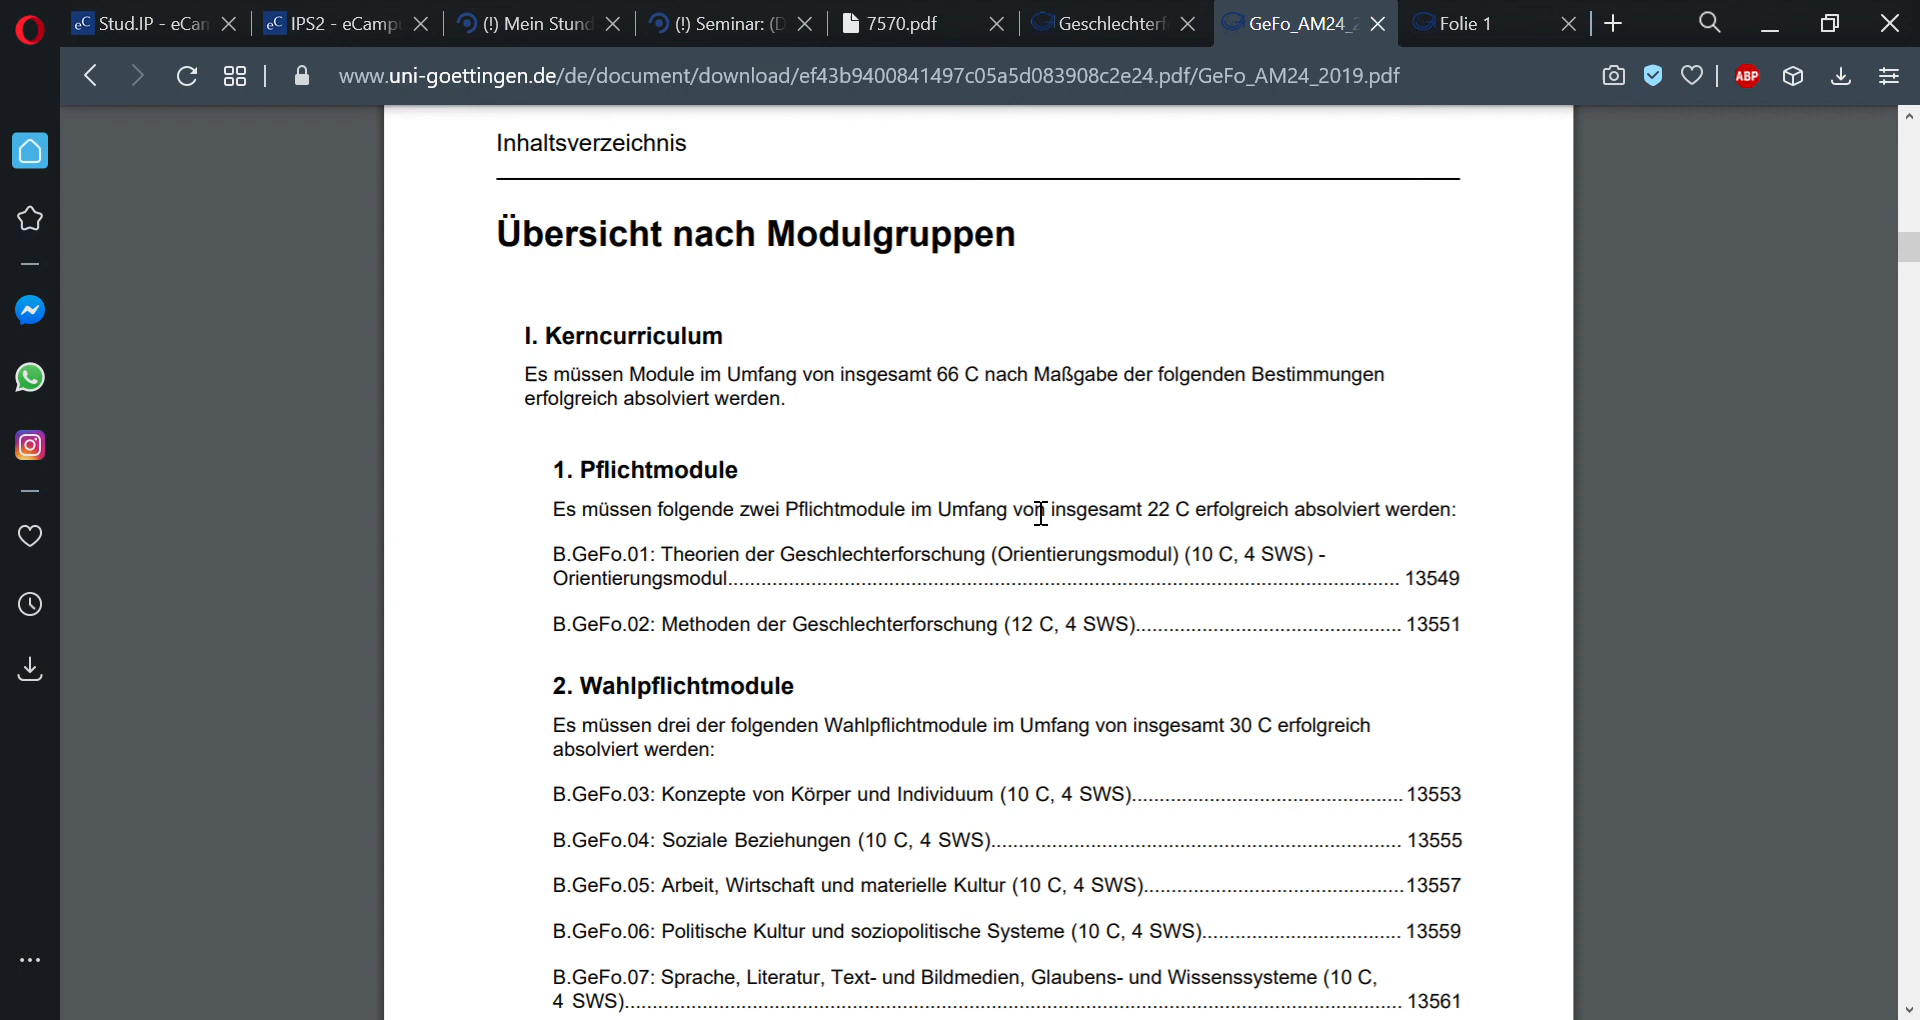 Stud.IP - eCan
IPS2 - eCampu
(!) Mein Stund
(!) Seminar: (D
7570.pdf
Geschlechterf
GeFo_AM24_2
Folie 1
www.uni-goettingen.de/de/document/download/ef43b9400841497c05a5d083908c2e24.pdf/GeFo_AM24_2019.pdf
ABP
Inhaltsverzeichnis
Übersicht nach Modulgruppen
I. Kerncurriculum
Es müssen Module im Umfang von insgesamt 66 C nach Maßgabe der folgenden Bestimmungen
erfolgreich absolviert werden.
1. Pflichtmodule
Es müssen folgende zwei Pflichtmodule im Umfang von insgesamt 22 C erfolgreich absolviert werden:
B.GeFo.01: Theorien der Geschlechterforschung (Orientierungsmodul) (10 C, 4 SWS) -
Orientierungsmodul.......................................................................................................................... 13549
B.GeFo.02: Methoden der Geschlechterforschung (12 C, 4 SWS)................................................ 13551
2. Wahlpflichtmodule
Es müssen drei der folgenden Wahlpflichtmodule im Umfang von insgesamt 30 C erfolgreich
absolviert werden:
B.GeFo.03: Konzepte von Körper und Individuum (10 C, 4 SWS)................................................. 13553
B.GeFo.04: Soziale Beziehungen (10 C, 4 SWS).......................................................................... 13555
B.GeFo.05: Arbeit, Wirtschaft und materielle Kultur (10 C, 4 SWS)...............................................13557
B.GeFo.06: Politische Kultur und soziopolitische Systeme (10 C, 4 SWS).................................... 13559
B.GeFo.07: Sprache, Literatur, Text- und Bildmedien, Glaubens- und Wissenssysteme (10 C,
4 SWS)............................................................................................................................................ 13561